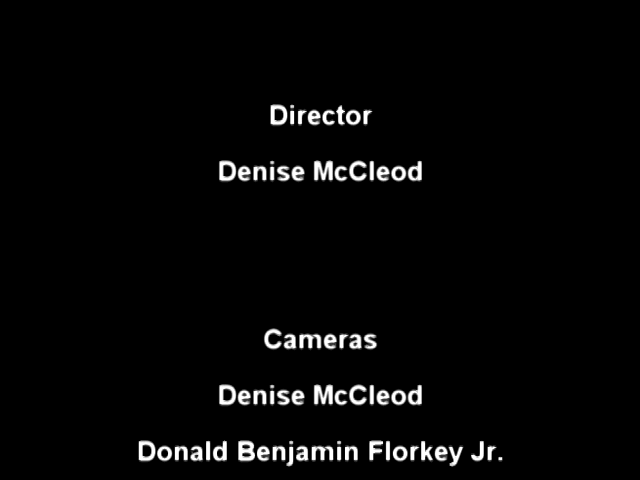 Director
Denise McCleod
Cameras
Denise McCleod
Donald Benjamin Florkey Jr.